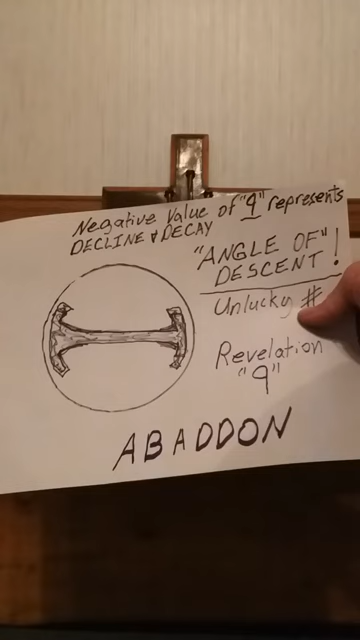 Negative Value of "9" represents
DECLINE & DECAY
"ANGLE OF"
DESCENT!
Unlucky #
Revelation
"9"
ABADDON